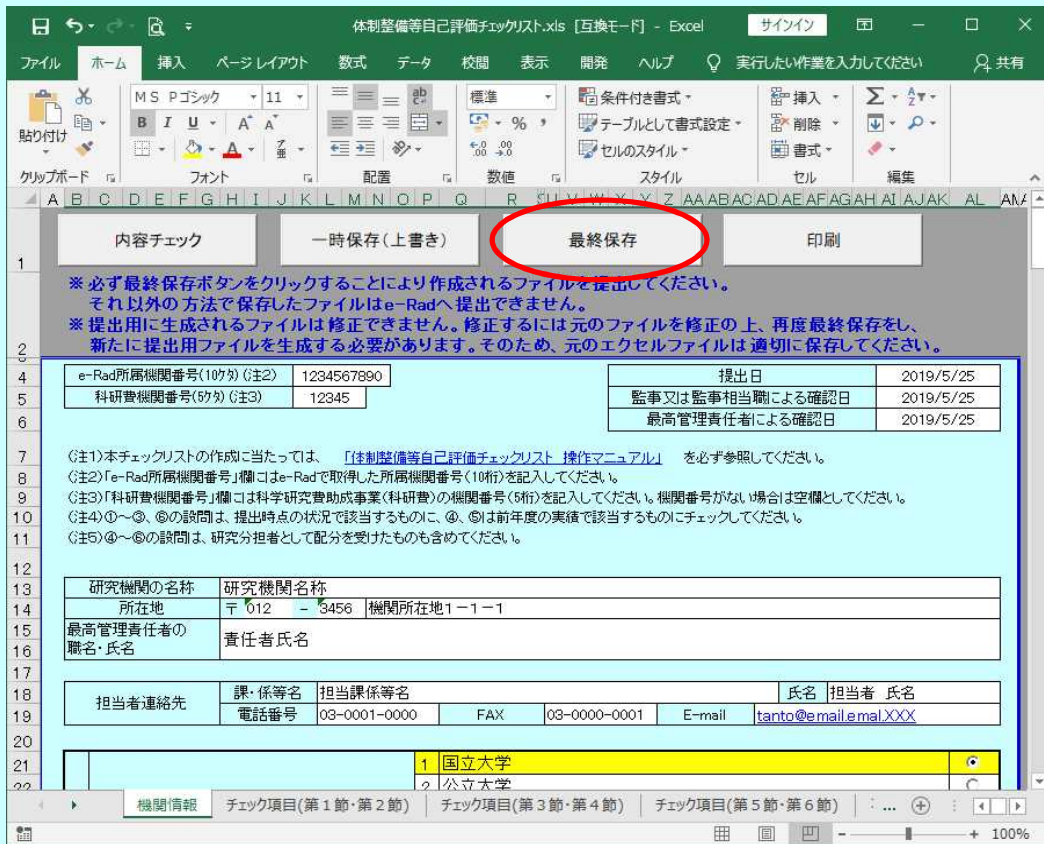 体制整備等自己評価チェックリスト.xls [互換モード] - Excel サインイン
ファイル ホーム 挿入 ページ レイアウト 数式 データ 校閲 表示 開発 ヘルプ 実行したい作業を入力してください 共有
貼り付け
MS Pゴシック 11
B I U A A
標準
% ,
条件付き書式
テーブルとして書式設定
セルのスタイル
挿入
削除
書式
クリップボード フォント 配置 数値 スタイル セル 編集
A B C D E F G H I J K L M N O P Q R S U V W X Y Z AA AB AC AD AE AF AG AH AI AJ AK AL
内容チェック 一時保存(上書き) 最終保存 印刷
1
※必ず最終保存ボタンをクリックすることにより作成されるファイルを提出してください。
それ以外の方法で保存したファイルはe-Radへ提出できません。
※提出用に生成されるファイルは修正できません。修正するには元のファイルを修正の上、再度最終保存をし、
2 新たに提出用ファイルを生成する必要があります。そのため、元のエクセルファイルは適切に保存してください。
4 e-Rad所属機関番号(10ケタ)(注2) 1234567890 提出日 2019/5/25
5 科研費機関番号(5ケタ)(注3) 12345 監事又は監事相当職による確認日 2019/5/25
6 最高管理責任者による確認日 2019/5/25
7 (注1)本チェックリストの作成に当たっては、「体制整備等自己評価チェックリスト 操作マニュアル」 を必ず参照してください。
8 (注2)「e-Rad所属機関番号」欄にはe-Radで取得した所属機関番号(10桁)を記入してください。
9 (注3)「科研費機関番号」欄には科学研究費助成事業(科研費)の機関番号(5桁)を記入してください。機関番号がない場合は空欄としてください。
10 (注4)①～③、⑥の設問は、提出時点の状況で該当するものに、④、⑤は前年度の実績で該当するものにチェックしてください。
11 (注5)④～⑥の設問は、研究分担者として配分を受けたものも含めてください。
12
13 研究機関の名称 研究機関名称
14 所在地 〒 012 - 3456 機関所在地1-1-1
15 最高管理責任者の
16 職名・氏名 責任者氏名
17
18 担当者連絡先 課・係等名 担当課係等名 氏名 担当者 氏名
19 電話番号 03-0001-0000 FAX 03-0000-0001 E-mail tanto@email.emal.XXX
20
21 1 国立大学
22 2 公立大学
機関情報 チェック項目(第1節・第2節) チェック項目(第3節・第4節) チェック項目(第5節・第6節) ...
100%